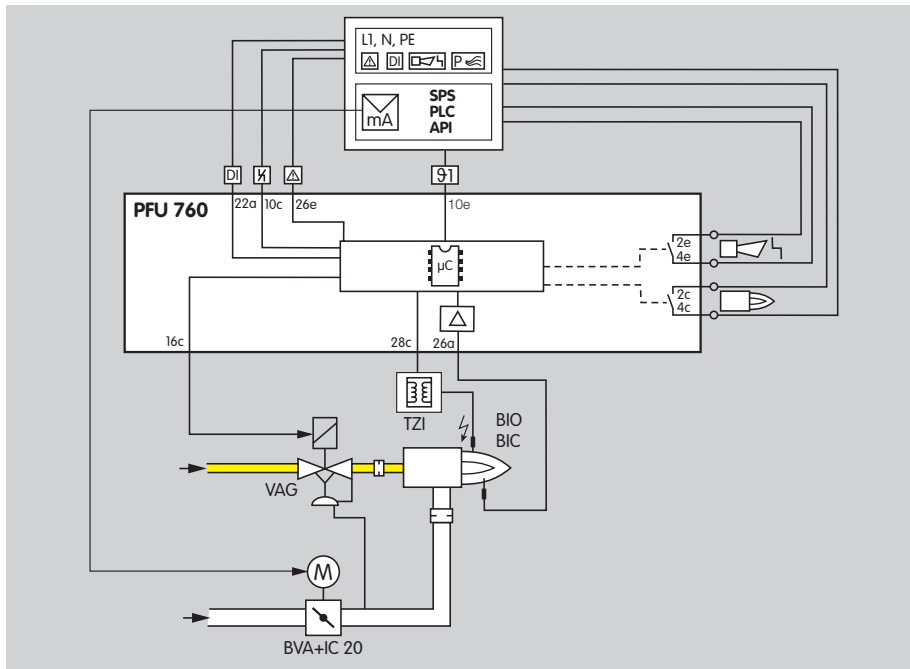 L1, N, PE
DI
P
mA
SPS
PLC
API
DI
ϑ1
PFU 760
22a
10c
26e
10e
µC
2e
4e
2c
4c
16c
28c
26a
TZI
BIO
BIC
VAG
M
BVA+IC 20